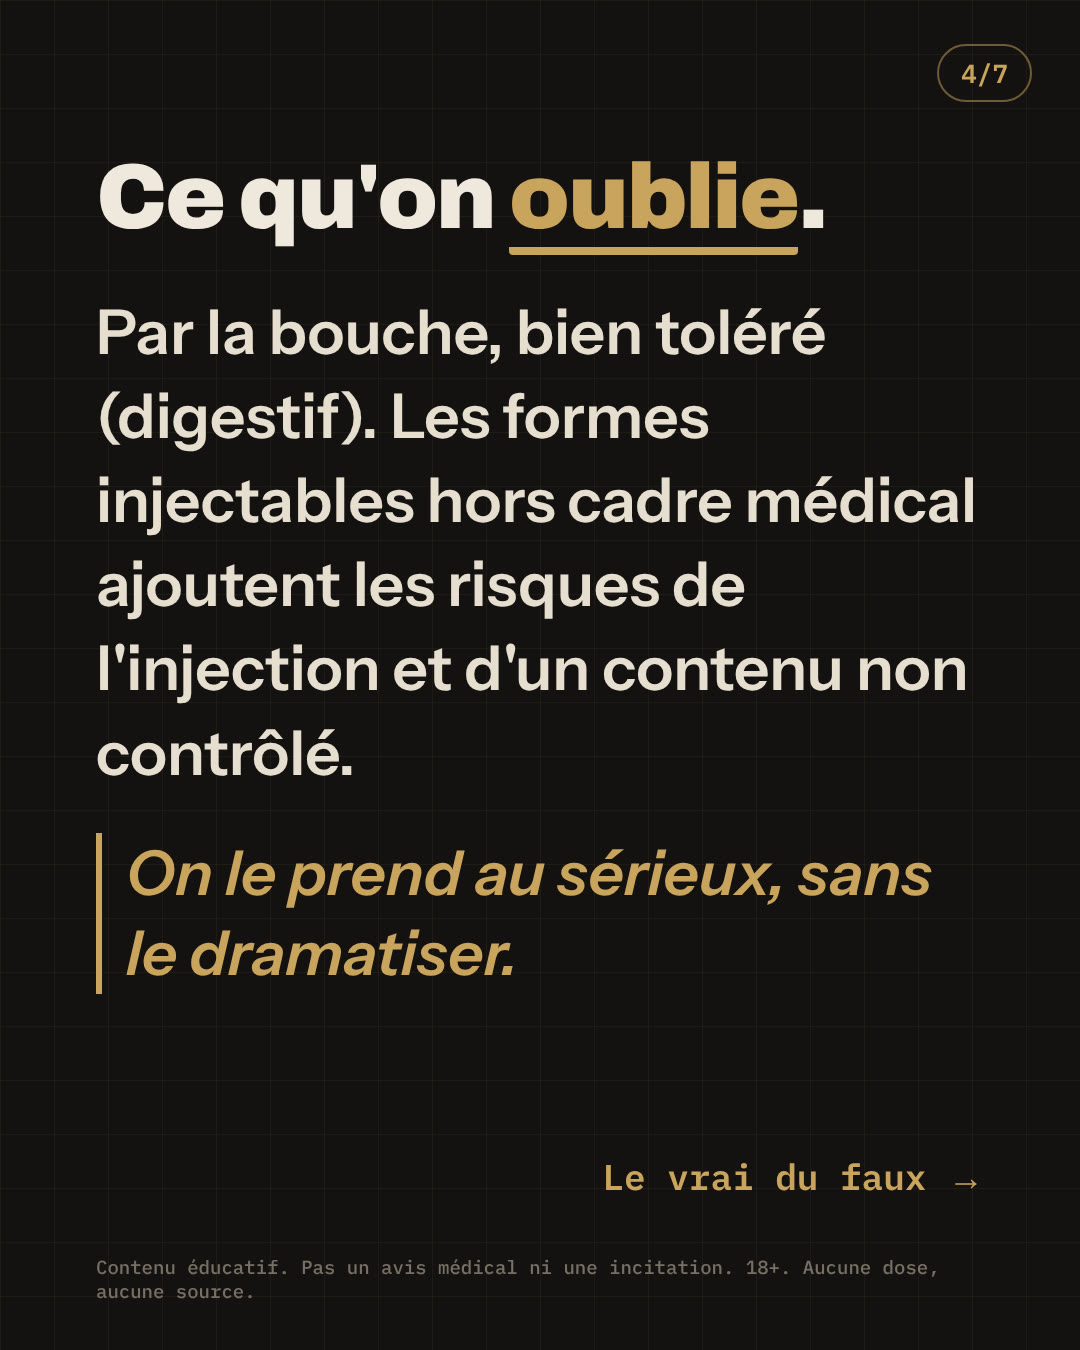 4/7
Ce qu'on oublie.
Par la bouche, bien toléré
(digestif). Les formes
injectables hors cadre médical
ajoutent les risques de
l'injection et d'un contenu non
contrôlé.
On le prend au sérieux, sans
le dramatiser.
Le vrai du faux →
Contenu éducatif. Pas un avis médical ni une incitation. 18+. Aucune dose,
aucune source.